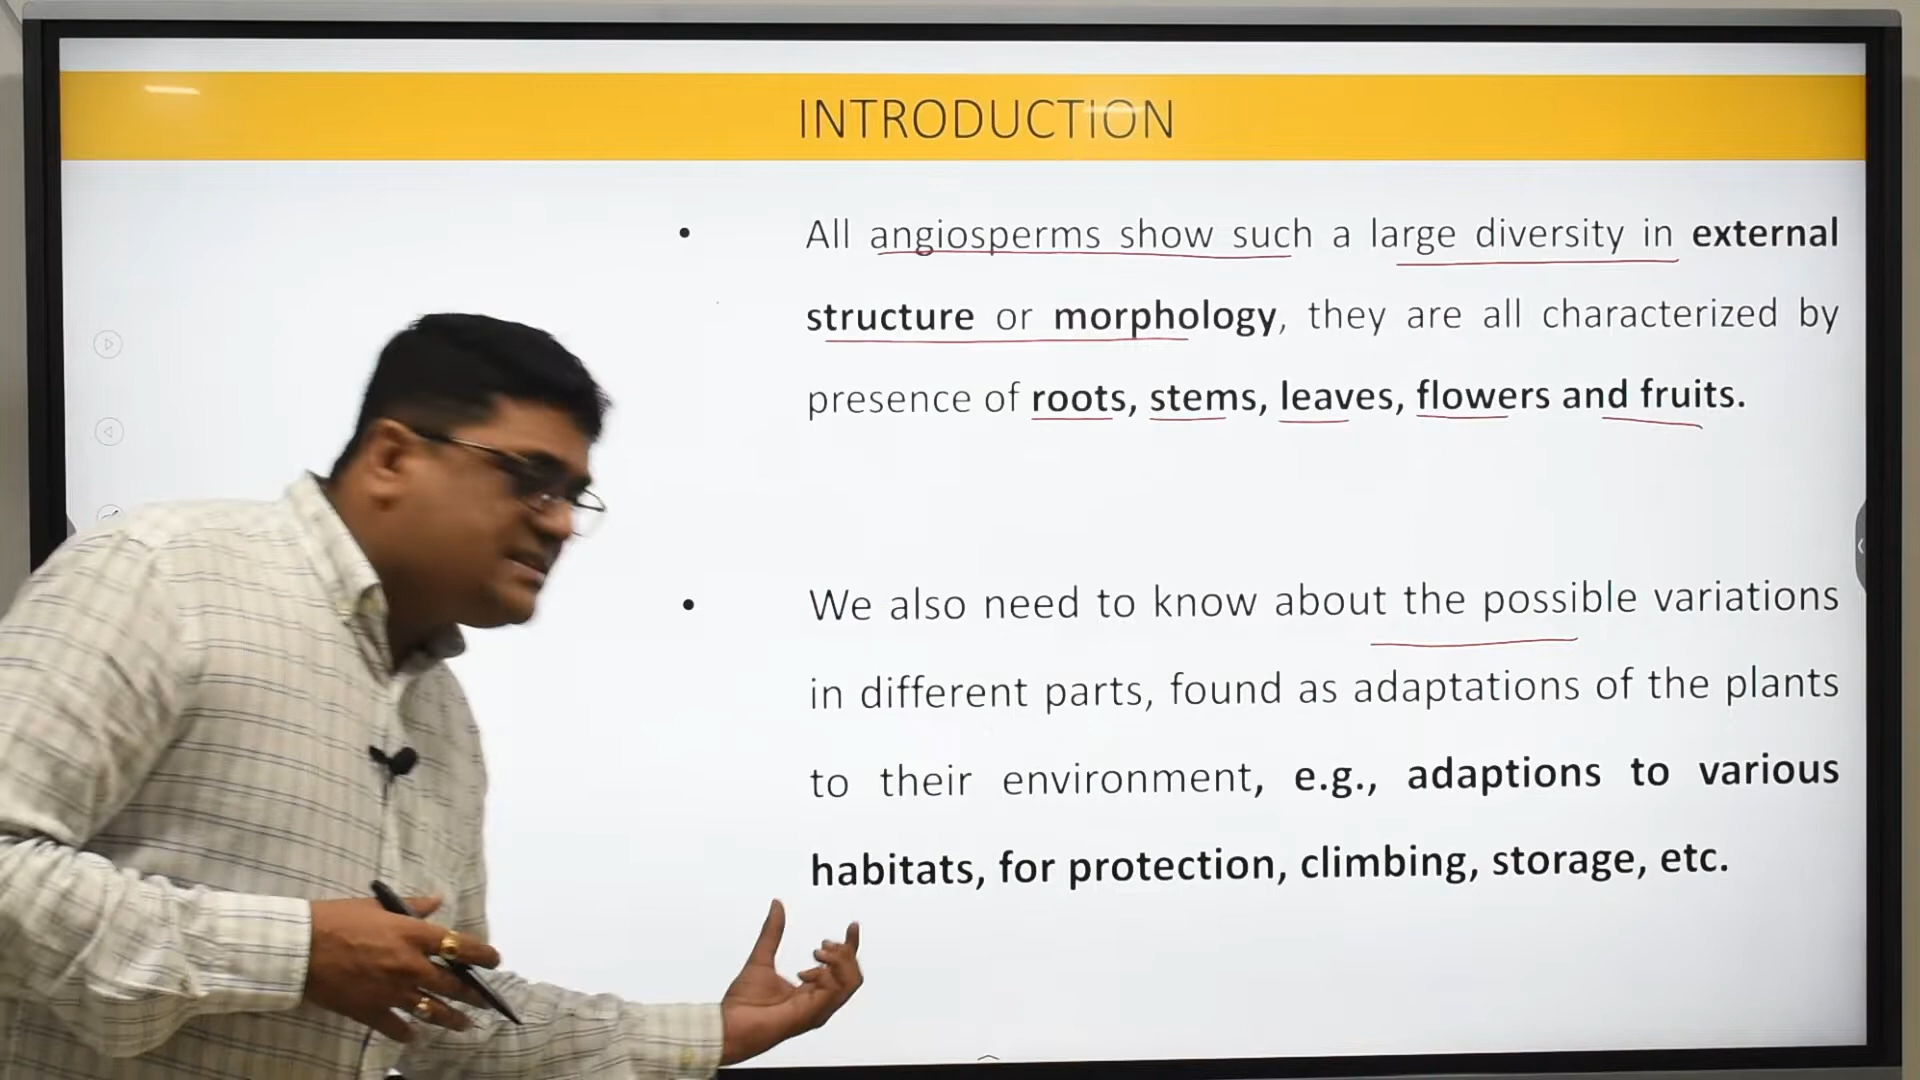 INTRODUCTION
• All angiosperms show such a large diversity in external
structure or morphology, they are all characterized by
presence of roots, stems, leaves, flowers and fruits.
• We also need to know about the possible variations
in different parts, found as adaptations of the plants
to their environment, e.g., adaptions to various
habitats, for protection, climbing, storage, etc.